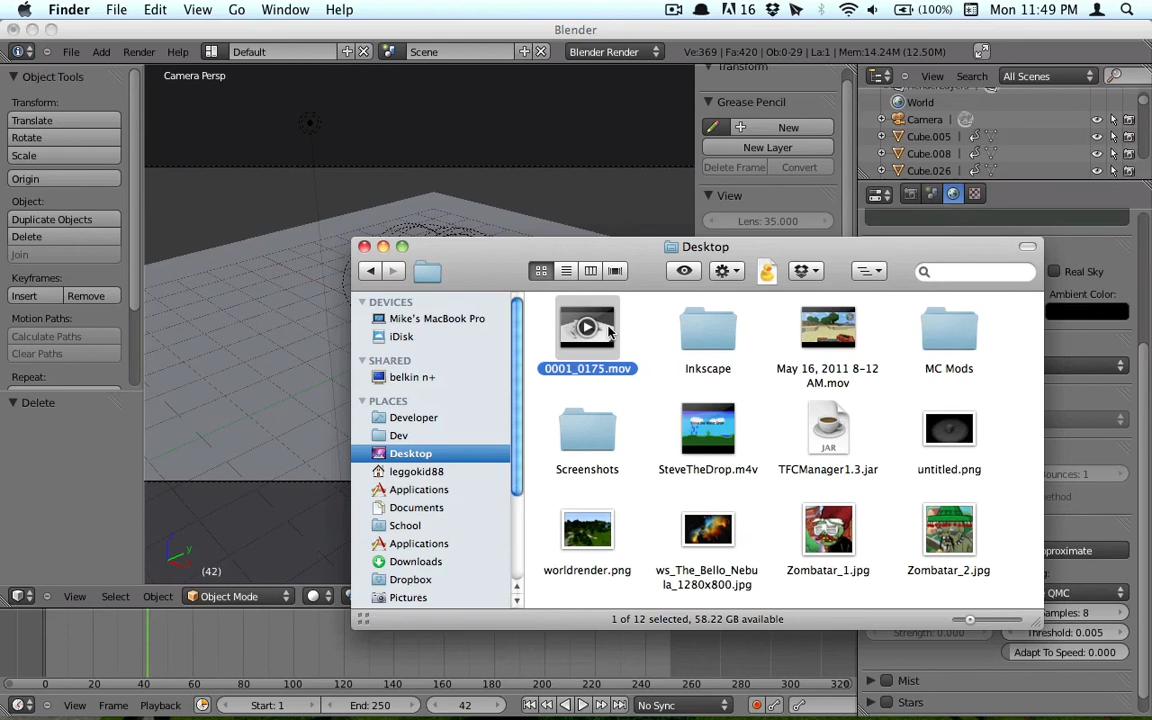 Finder File Edit View Go Window Help 16 (100%) Mon 11:49 PM
Blender
File Add Render Help Default Scene Blender Render Ve:369 | Fa:420 | Ob:0-29 | La:1 | Mem:14.24M (12.50M)
Object Tools
Transform:
Translate
Rotate
Scale
Origin
Object:
Duplicate Objects
Delete
Join
Keyframes:
Insert Remove
Motion Paths:
Calculate Paths
Clear Paths
Repeat:
Delete
Camera Persp
(42)
Transform
Grease Pencil
New
New Layer
Delete Frame Convert
View
Lens: 35.000
View Search All Scenes
World
Camera
Cube.005
Cube.008
Cube.026
Real Sky
Ambient Color:
Bounces: 1
QMC
Samples: 8
Strength: 0.000 Threshold: 0.005
Adapt To Speed: 0.000
Mist
Stars
Desktop
DEVICES
Mike's MacBook Pro
iDisk
SHARED
belkin n+
PLACES
Developer
Dev
Desktop
leggokid88
Applications
Documents
School
Applications
Downloads
Dropbox
Pictures
0001_0175.mov Inkscape May 16, 2011 8-12 MC Mods
AM.mov
JAR
Screenshots SteveTheDrop.m4v TFCManager1.3.jar untitled.png
worldrender.png ws_The_Bello_Nebu Zombatar_1.jpg Zombatar_2.jpg
la_1280x800.jpg
1 of 12 selected, 58.22 GB available
View Select Object Object Mode
0 20 40 60 80 100 120 140 160 180 200 220 240 260 280 300 320
View Frame Playback Start: 1 End: 250 42 No Sync